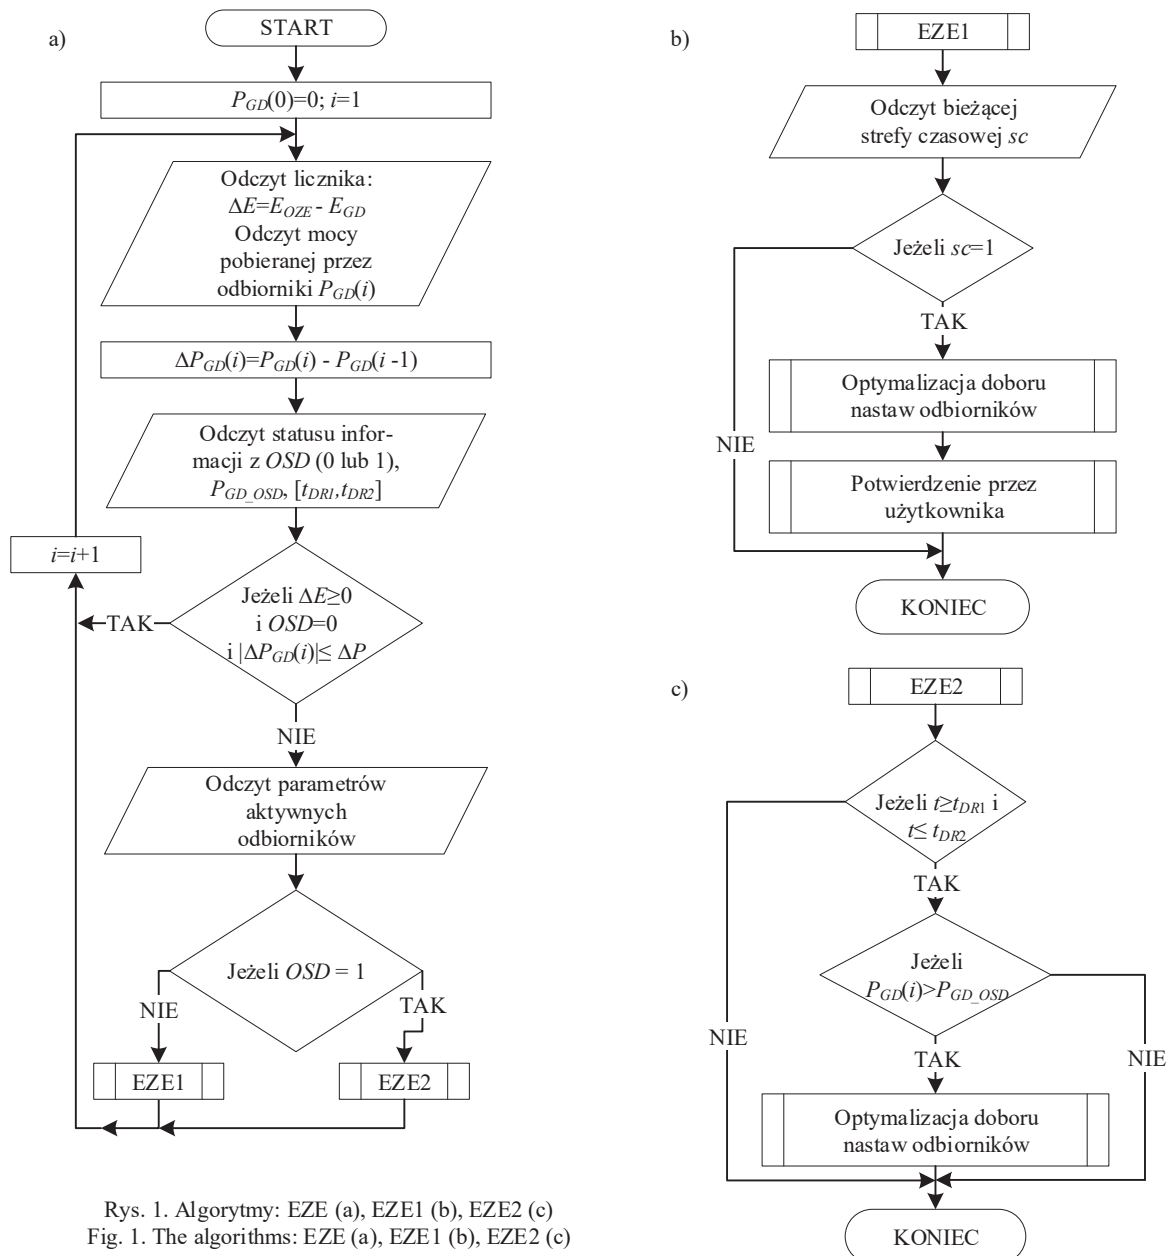 a)
START
P_GD(0)=0; i=1
Odczyt licznika:
ΔE=E_OZE - E_GD
Odczyt mocy
pobieranej przez
odbiorniki P_GD(i)
ΔP_GD(i)=P_GD(i) - P_GD(i -1)
Odczyt statusu infor-
macji z OSD (0 lub 1),
P_GD_OSD, [t_DR1,t_DR2]
i=i+1
Jeżeli ΔE≥0
i OSD=0
i |ΔP_GD(i)|≤ ΔP
TAK
NIE
Odczyt parametrów
aktywnych
odbiorników
Jeżeli OSD = 1
NIE
TAK
EZE1
EZE2
b)
EZE1
Odczyt bieżącej
strefy czasowej sc
Jeżeli sc=1
TAK
NIE
Optymalizacja doboru
nastaw odbiorników
Potwierdzenie przez
użytkownika
KONIEC
c)
EZE2
Jeżeli t≥t_DR1 i
t≤ t_DR2
TAK
Jeżeli
P_GD(i)>P_GD_OSD
NIE
TAK
NIE
Optymalizacja doboru
nastaw odbiorników
KONIEC
Rys. 1. Algorytmy: EZE (a), EZE1 (b), EZE2 (c)
Fig. 1. The algorithms: EZE (a), EZE1 (b), EZE2 (c)